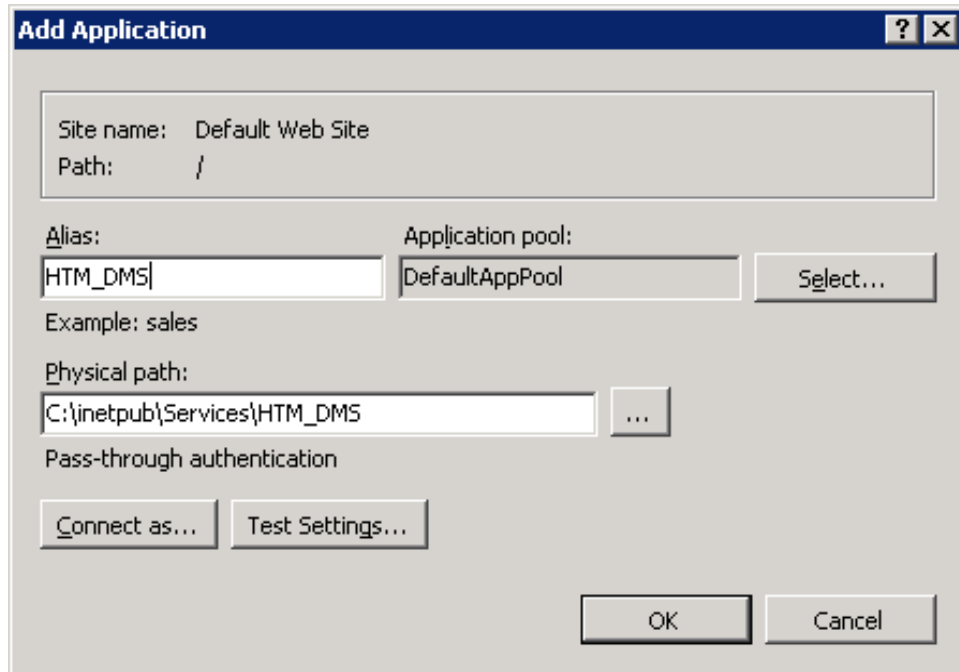 Add Application
? X
Site name: Default Web Site
Path: /
Alias: Application pool:
HTM_DMS DefaultAppPool Select...
Example: sales
Physical path:
C:\inetpub\Services\HTM_DMS ...
Pass-through authentication
Connect as... Test Settings...
OK Cancel